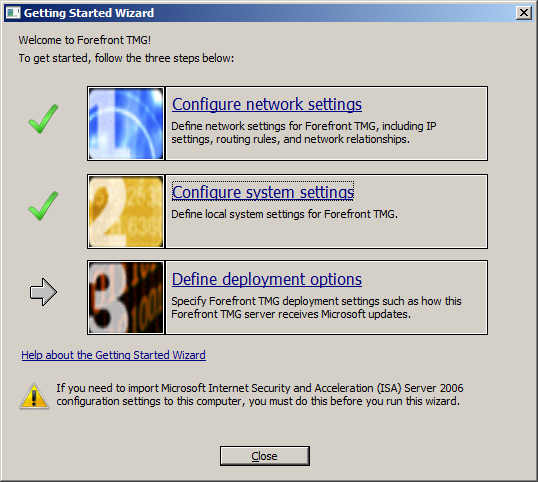 Getting Started Wizard
Welcome to Forefront TMG!
To get started, follow the three steps below:
1
Configure network settings
Define network settings for Forefront TMG, including IP
settings, routing rules, and network relationships.
2
Configure system settings
Define local system settings for Forefront TMG.
3
Define deployment options
Specify Forefront TMG deployment settings such as how this
Forefront TMG server receives Microsoft updates.
Help about the Getting Started Wizard
If you need to import Microsoft Internet Security and Acceleration (ISA) Server 2006
configuration settings to this computer, you must do this before you run this wizard.
Close